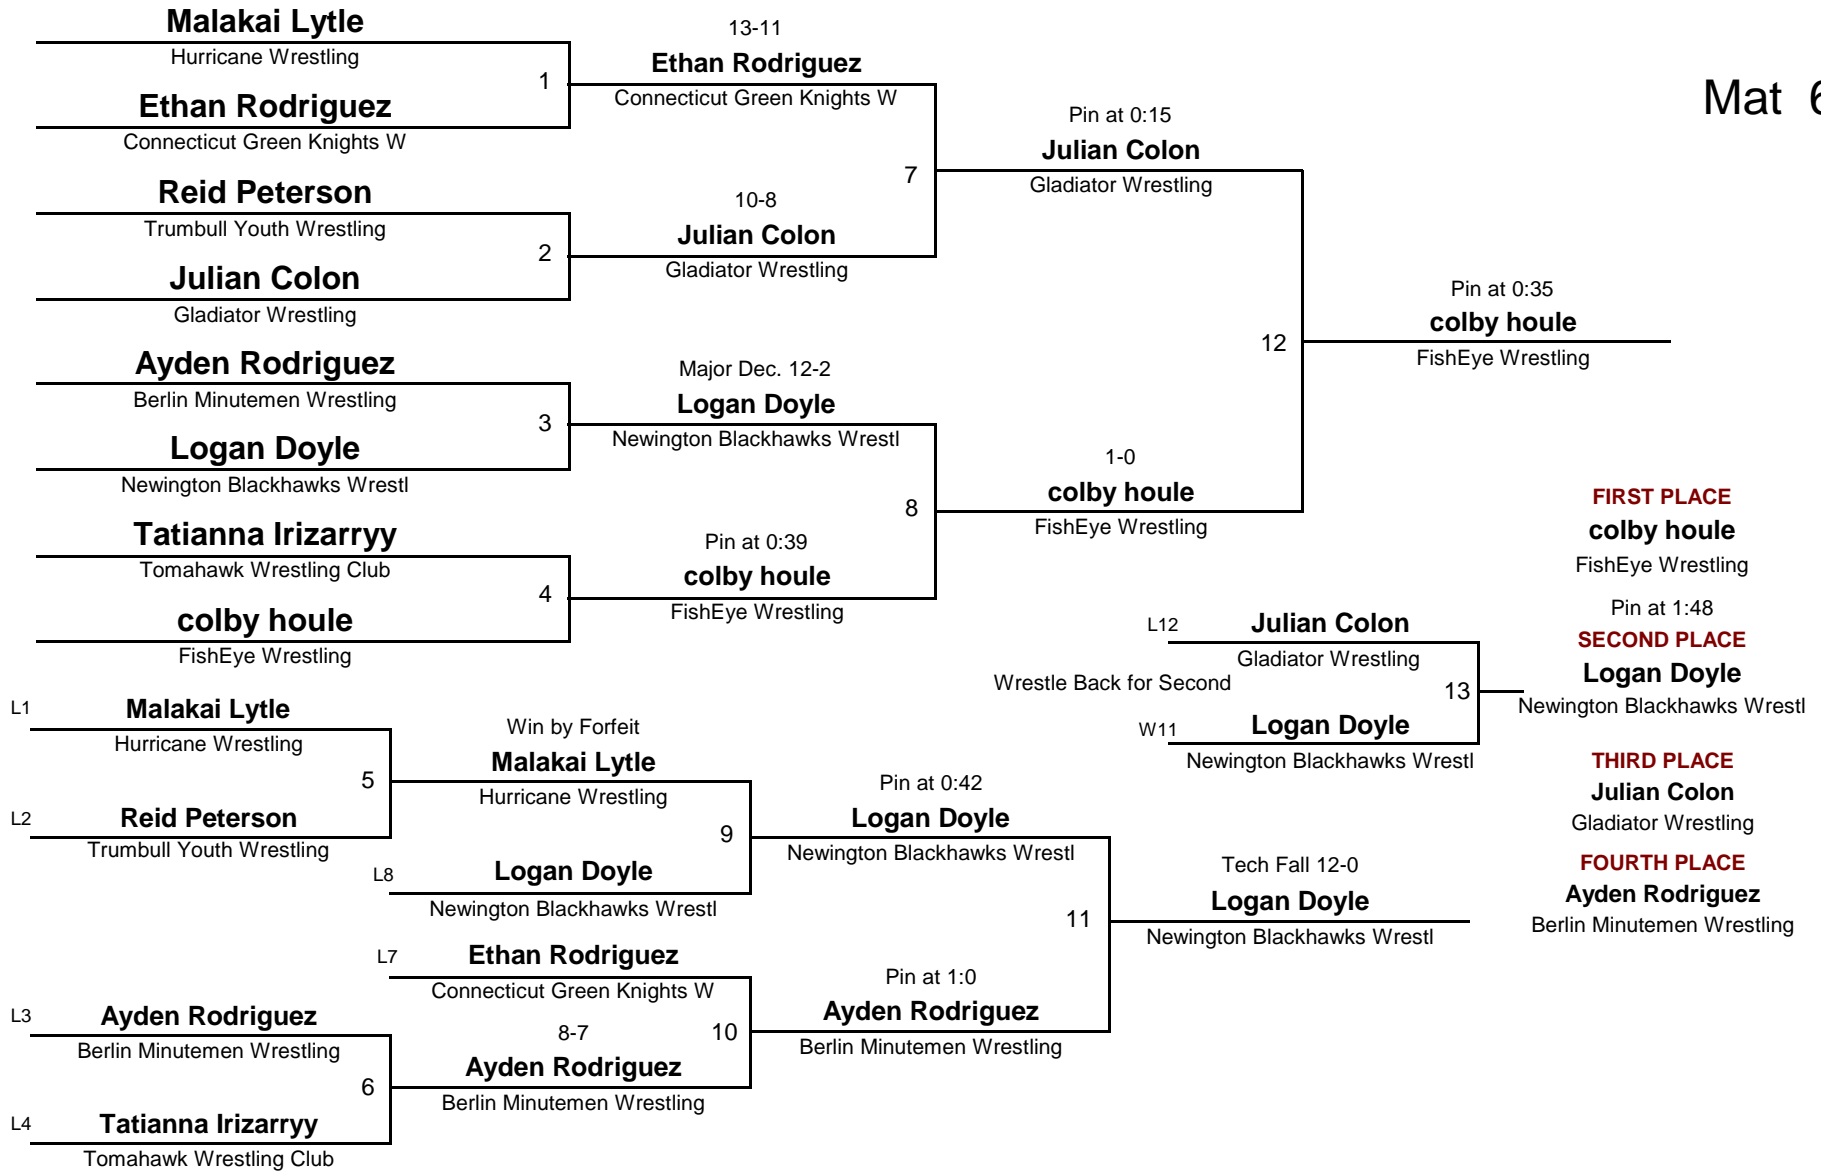 Malakai Lytle
Hurricane Wrestling
1
Ethan Rodriguez
Connecticut Green Knights W
Reid Peterson
Trumbull Youth Wrestling
2
Julian Colon
Gladiator Wrestling
Ayden Rodriguez
Berlin Minutemen Wrestling
3
Logan Doyle
Newington Blackhawks Wrestl
Tatianna Irizarryy
Tomahawk Wrestling Club
4
colby houle
FishEye Wrestling
13-11
Ethan Rodriguez
Connecticut Green Knights W
7
10-8
Julian Colon
Gladiator Wrestling
Major Dec. 12-2
Logan Doyle
Newington Blackhawks Wrestl
8
Pin at 0:39
colby houle
FishEye Wrestling
Pin at 0:15
Julian Colon
Gladiator Wrestling
12
1-0
colby houle
FishEye Wrestling
Mat 6
Pin at 0:35
colby houle
FishEye Wrestling
L1
Malakai Lytle
Hurricane Wrestling
5
L2
Reid Peterson
Trumbull Youth Wrestling
L3
Ayden Rodriguez
Berlin Minutemen Wrestling
6
L4
Tatianna Irizarryy
Tomahawk Wrestling Club
Win by Forfeit
Malakai Lytle
Hurricane Wrestling
9
L8
Logan Doyle
Newington Blackhawks Wrestl
L7
Ethan Rodriguez
Connecticut Green Knights W
8-7
10
Ayden Rodriguez
Berlin Minutemen Wrestling
Pin at 0:42
Logan Doyle
Newington Blackhawks Wrestl
11
Pin at 1:0
Ayden Rodriguez
Berlin Minutemen Wrestling
Tech Fall 12-0
Logan Doyle
Newington Blackhawks Wrestl
L12
Julian Colon
Gladiator Wrestling
Wrestle Back for Second
13
W11
Logan Doyle
Newington Blackhawks Wrestl
FIRST PLACE
colby houle
FishEye Wrestling
Pin at 1:48
SECOND PLACE
Logan Doyle
Newington Blackhawks Wrestl
THIRD PLACE
Julian Colon
Gladiator Wrestling
FOURTH PLACE
Ayden Rodriguez
Berlin Minutemen Wrestling